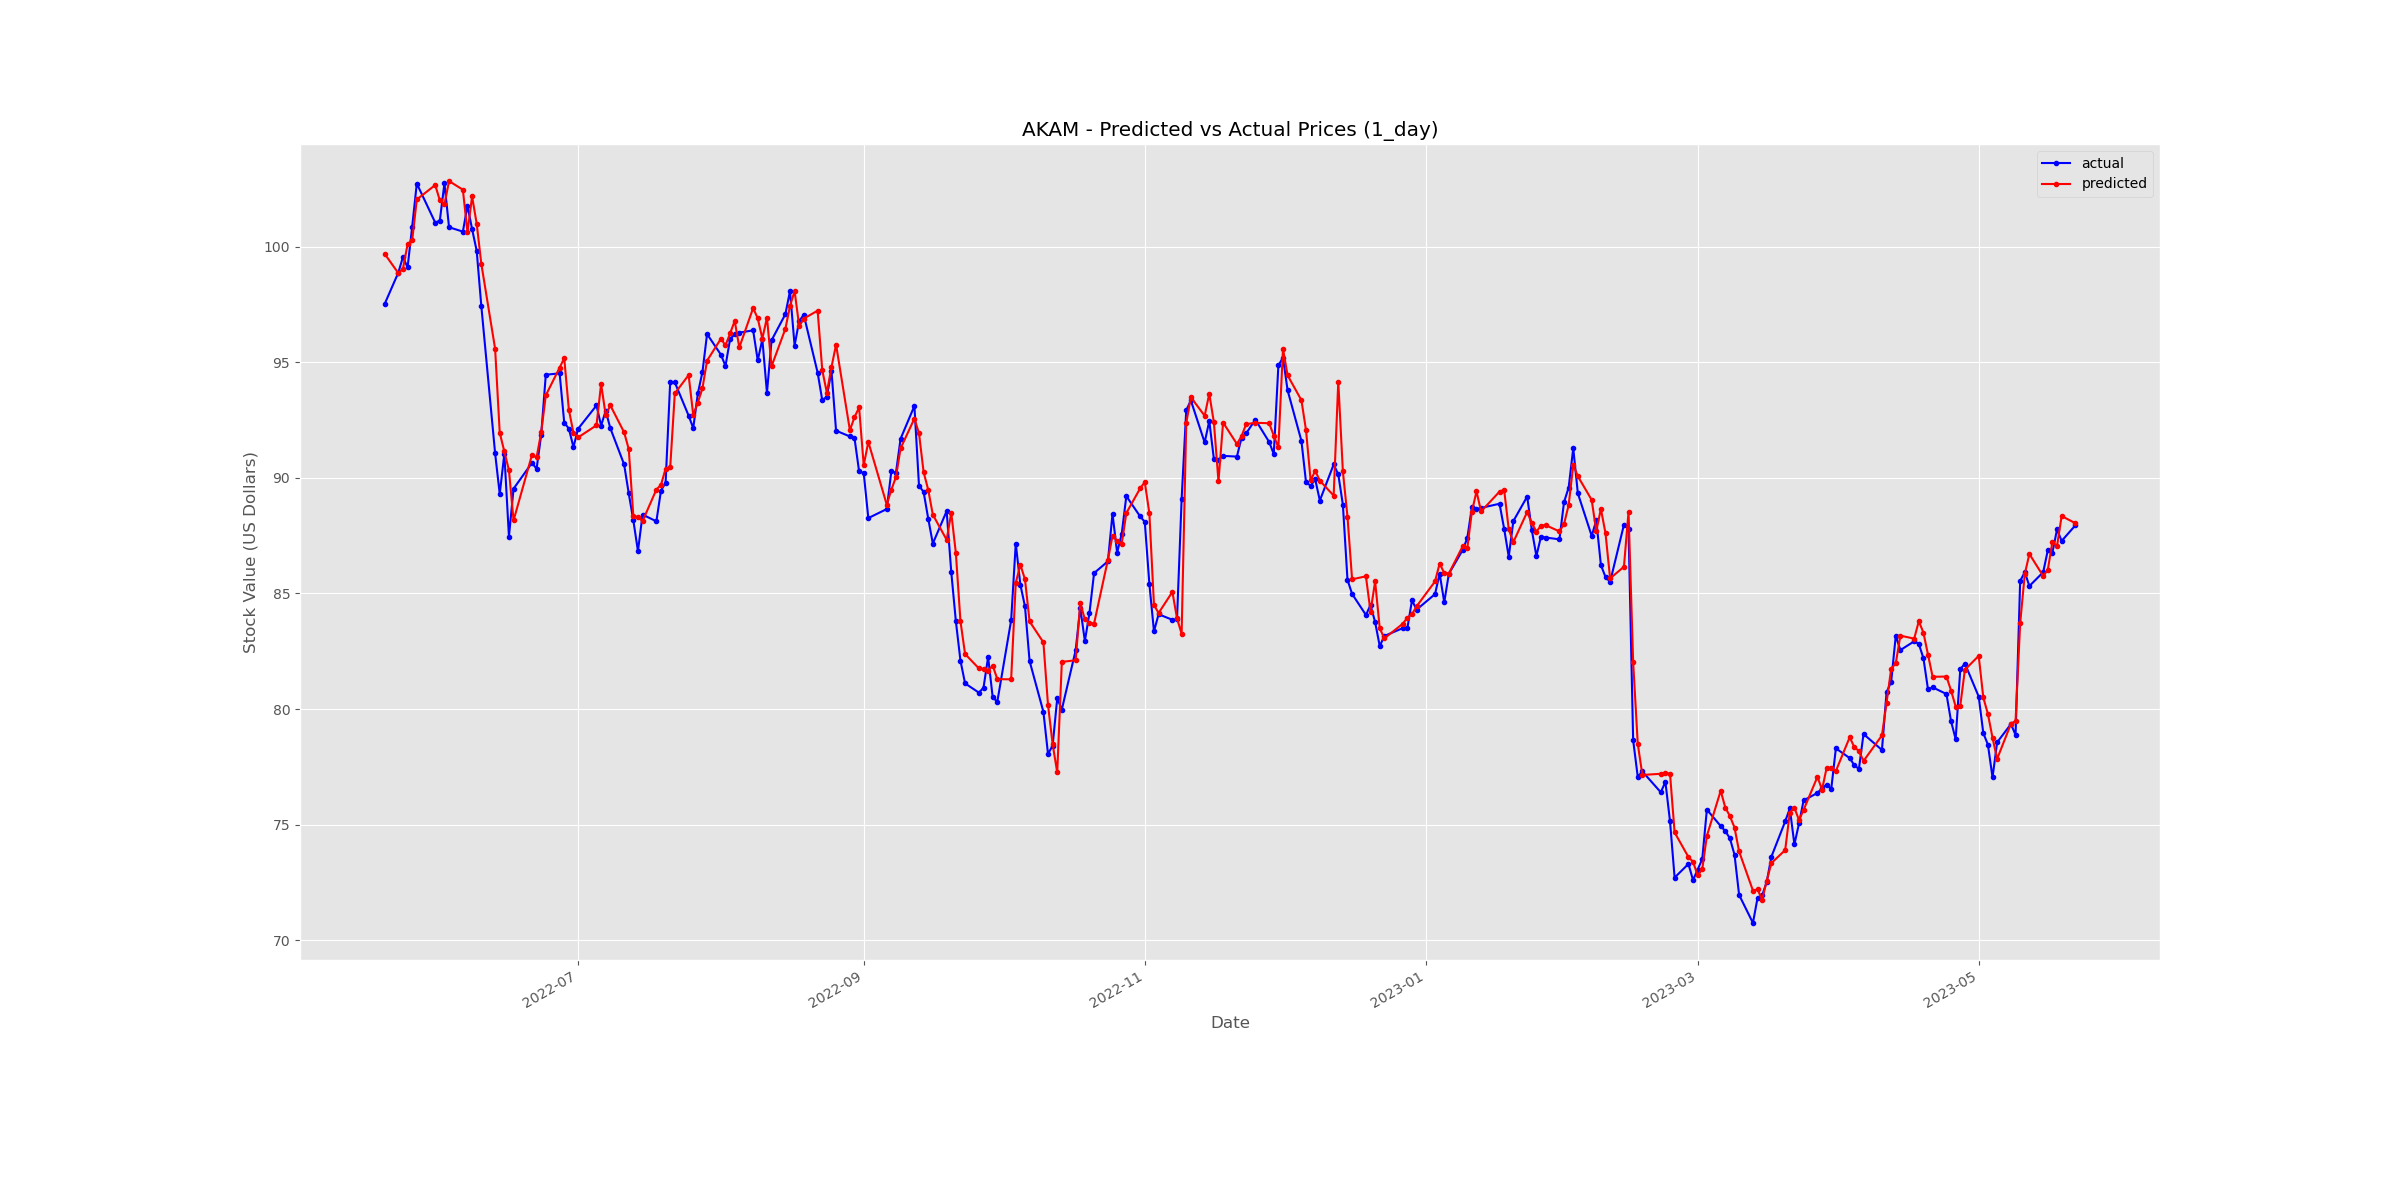 AKAM - Predicted vs Actual Prices (1_day)
actual
predicted
Stock Value (US Dollars)
100
95
90
85
80
75
70
2022-07
2022-09
2022-11
2023-01
2023-03
2023-05
Date